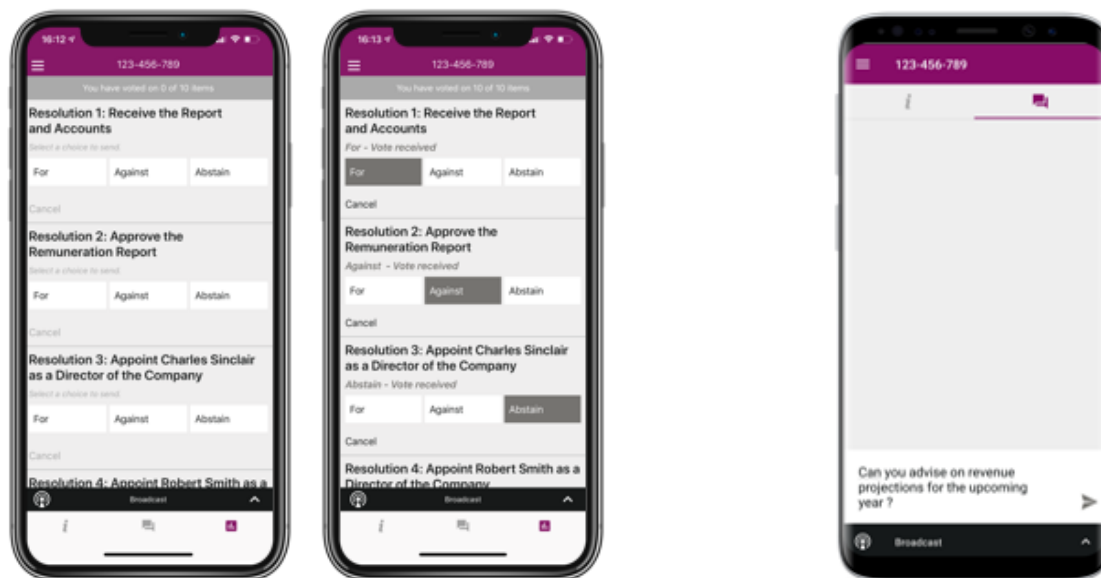 16:12
123-456-789
You have voted on 0 of 10 items
Resolution 1: Receive the Report
and Accounts
Select a choice to send.
For Against Abstain
Cancel
Resolution 2: Approve the
Remuneration Report
Select a choice to send.
For Against Abstain
Cancel
Resolution 3: Appoint Charles Sinclair
as a Director of the Company
Select a choice to send.
For Against Abstain
Cancel
Resolution 4: Appoint Robert Smith as a
Broadcast
16:13
123-456-789
You have voted on 10 of 10 items
Resolution 1: Receive the Report
and Accounts
For - Vote received
For Against Abstain
Cancel
Resolution 2: Approve the
Remuneration Report
Against - Vote received
For Against Abstain
Cancel
Resolution 3: Appoint Charles Sinclair
as a Director of the Company
Abstain - Vote received
For Against Abstain
Cancel
Resolution 4: Appoint Robert Smith as a
Director of the Company
Broadcast
123-456-789
Can you advise on revenue
projections for the upcoming
year ?
Broadcast